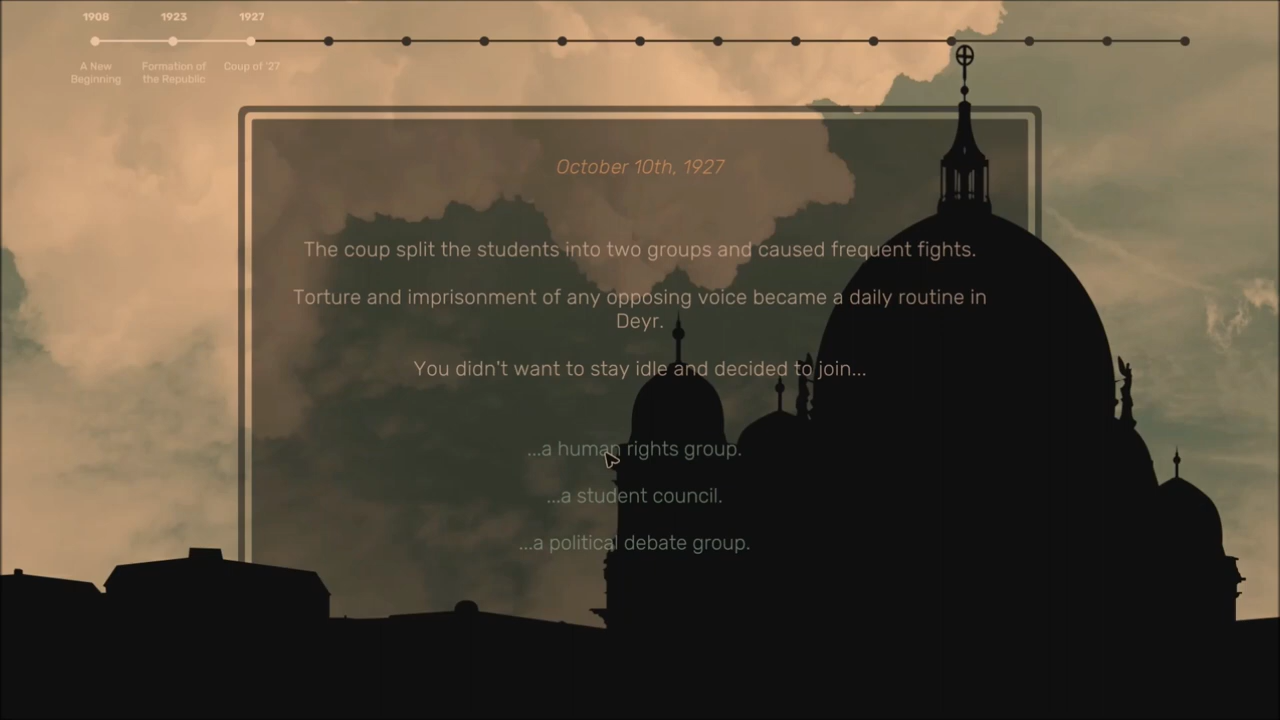 1908 1923 1927
A New Formation of Coup of '27
Beginning the Republic
October 10th, 1927
The coup split the students into two groups and caused frequent fights.
Torture and imprisonment of any opposing voice became a daily routine in
Deyr.
You didn't want to stay idle and decided to join...
...a human rights group.
...a student council.
...a political debate group.